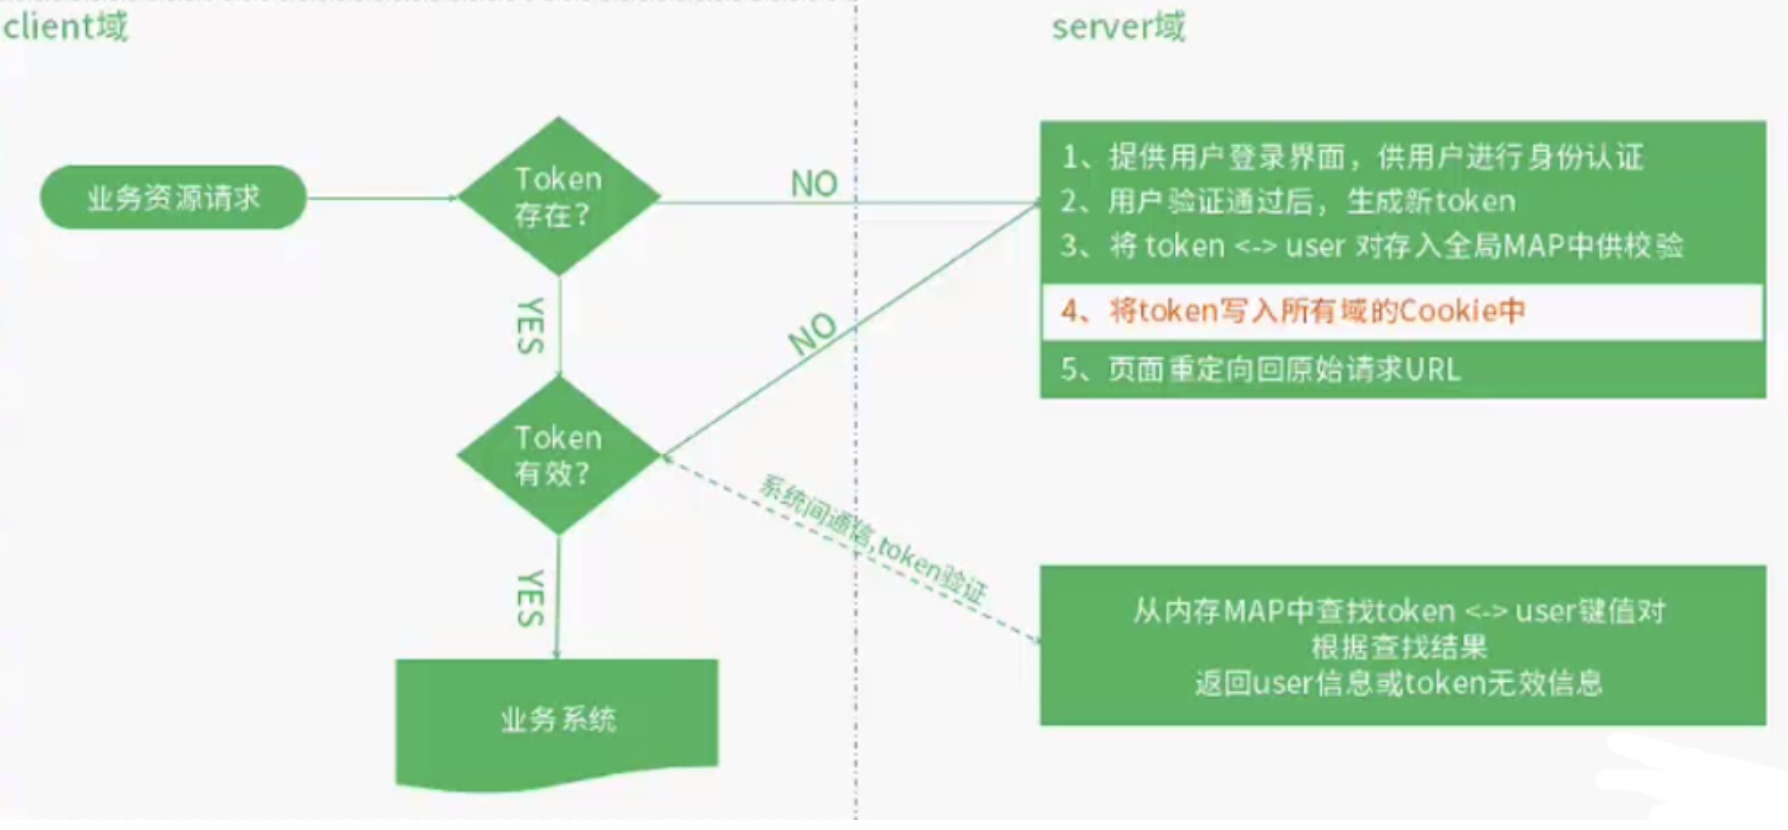 client域
server域
业务资源请求
Token
存在？
NO
1、提供用户登录界面，供用户进行身份认证
2、用户验证通过后，生成新token
3、将 token <-> user 对存入全局MAP中供校验
4、将token写入所有域的Cookie中
5、页面重定向回原始请求URL
YES
NO
Token
有效？
系统间通信,token验证
YES
从内存MAP中查找token <-> user键值对
根据查找结果
返回user信息或token无效信息
业务系统